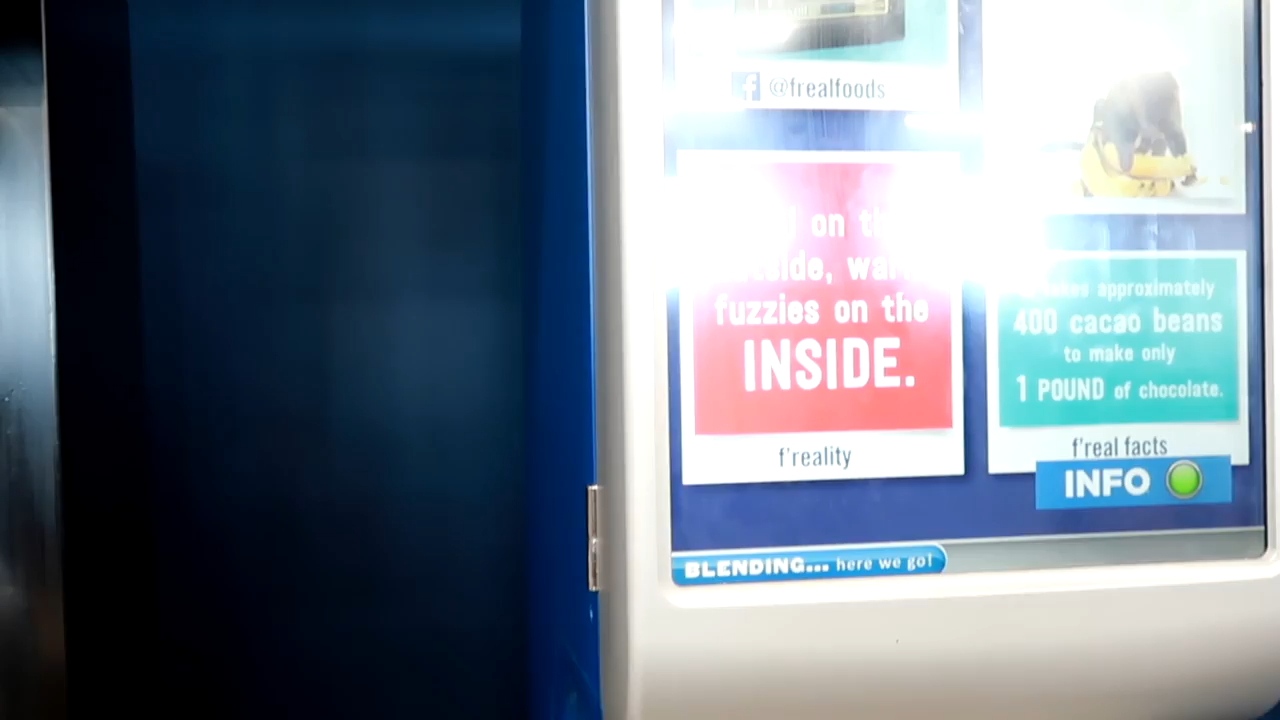 @frealfoods
on
fuzzies on the
INSIDE.
f'reality
approximately
400 cacao beans
to make only
1 POUND of chocolate.
f'real facts
INFO
BLENDING... here we go!